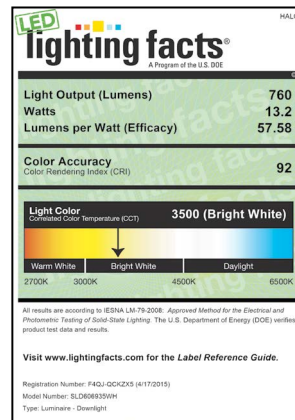 HALO
LED
lighting facts®
A Program of the U.S. DOE
Light Output (Lumens) 760
Watts 13.2
Lumens per Watt (Efficacy) 57.58
Color Accuracy 92
Color Rendering Index (CRI)
Light Color 3500 (Bright White)
Correlated Color Temperature (CCT)
Warm White Bright White Daylight
2700K 3000K 4500K 6500K
All results are according to IESNA LM-79-2008: Approved Method for the Electrical and
Photometric Testing of Solid-State Lighting. The U.S. Department of Energy (DOE) verifies
product test data and results.
Visit www.lightingfacts.com for the Label Reference Guide.
Registration Number: F4QJ-QCKZX5 (4/17/2015)
Model Number: SLD606935WH
Type: Luminaire - Downlight